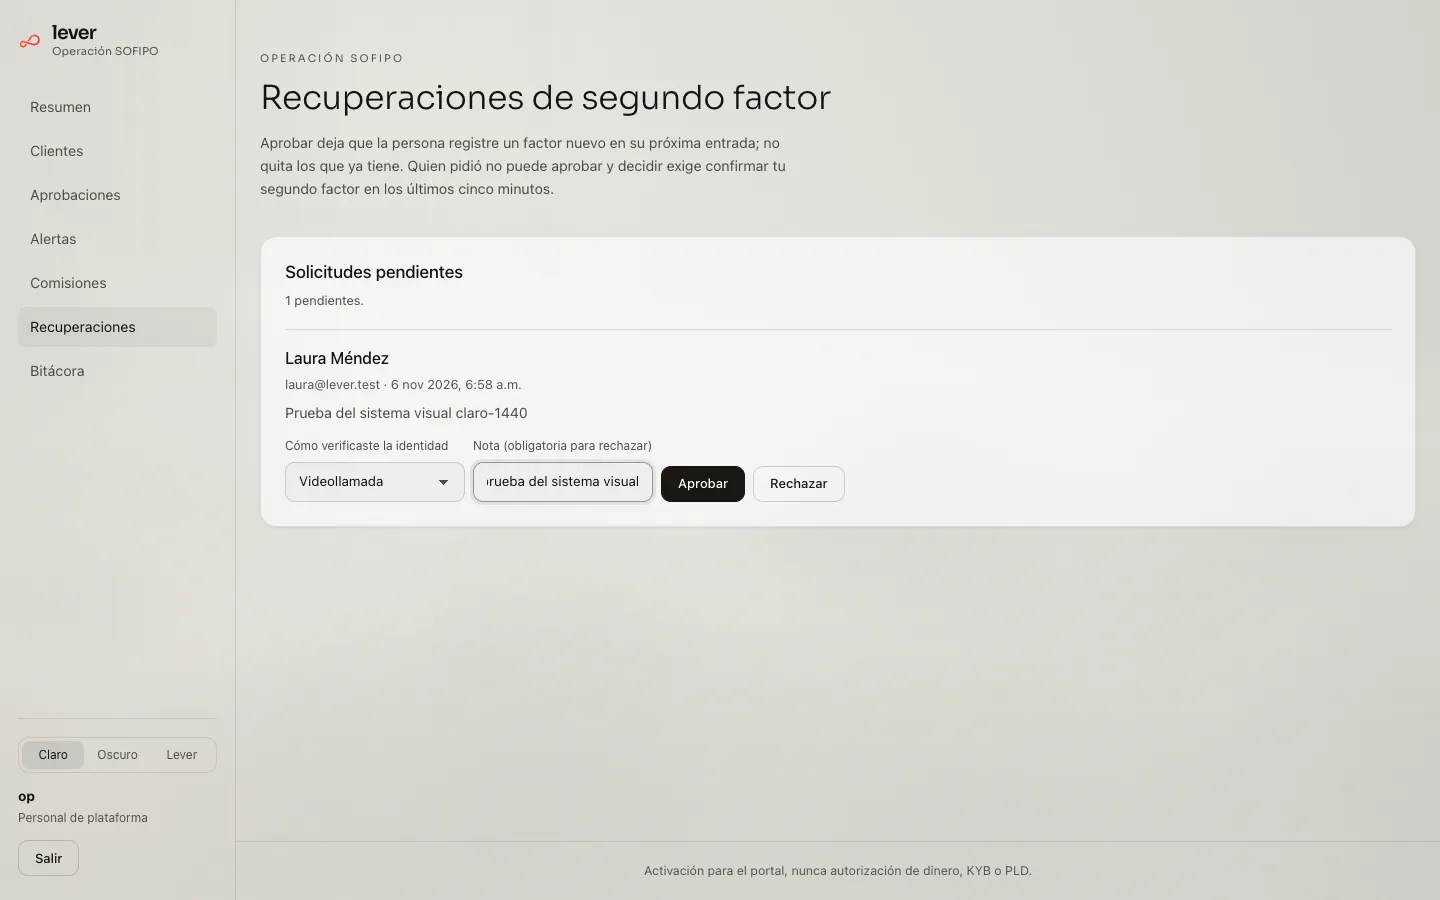 lever
Operación SOFIPO
Resumen
Clientes
Aprobaciones
Alertas
Comisiones
Recuperaciones
Bitácora
Claro Oscuro Lever
op
Personal de plataforma
Salir
OPERACIÓN SOFIPO
Recuperaciones de segundo factor
Aprobar deja que la persona registre un factor nuevo en su próxima entrada; no
quita los que ya tiene. Quien pidió no puede aprobar y decidir exige confirmar tu
segundo factor en los últimos cinco minutos.
Solicitudes pendientes
1 pendientes.
Laura Méndez
laura@lever.test · 6 nov 2026, 6:58 a.m.
Prueba del sistema visual claro-1440
Cómo verificaste la identidad Nota (obligatoria para rechazar)
Videollamada rueba del sistema visual Aprobar Rechazar
Activación para el portal, nunca autorización de dinero, KYB o PLD.